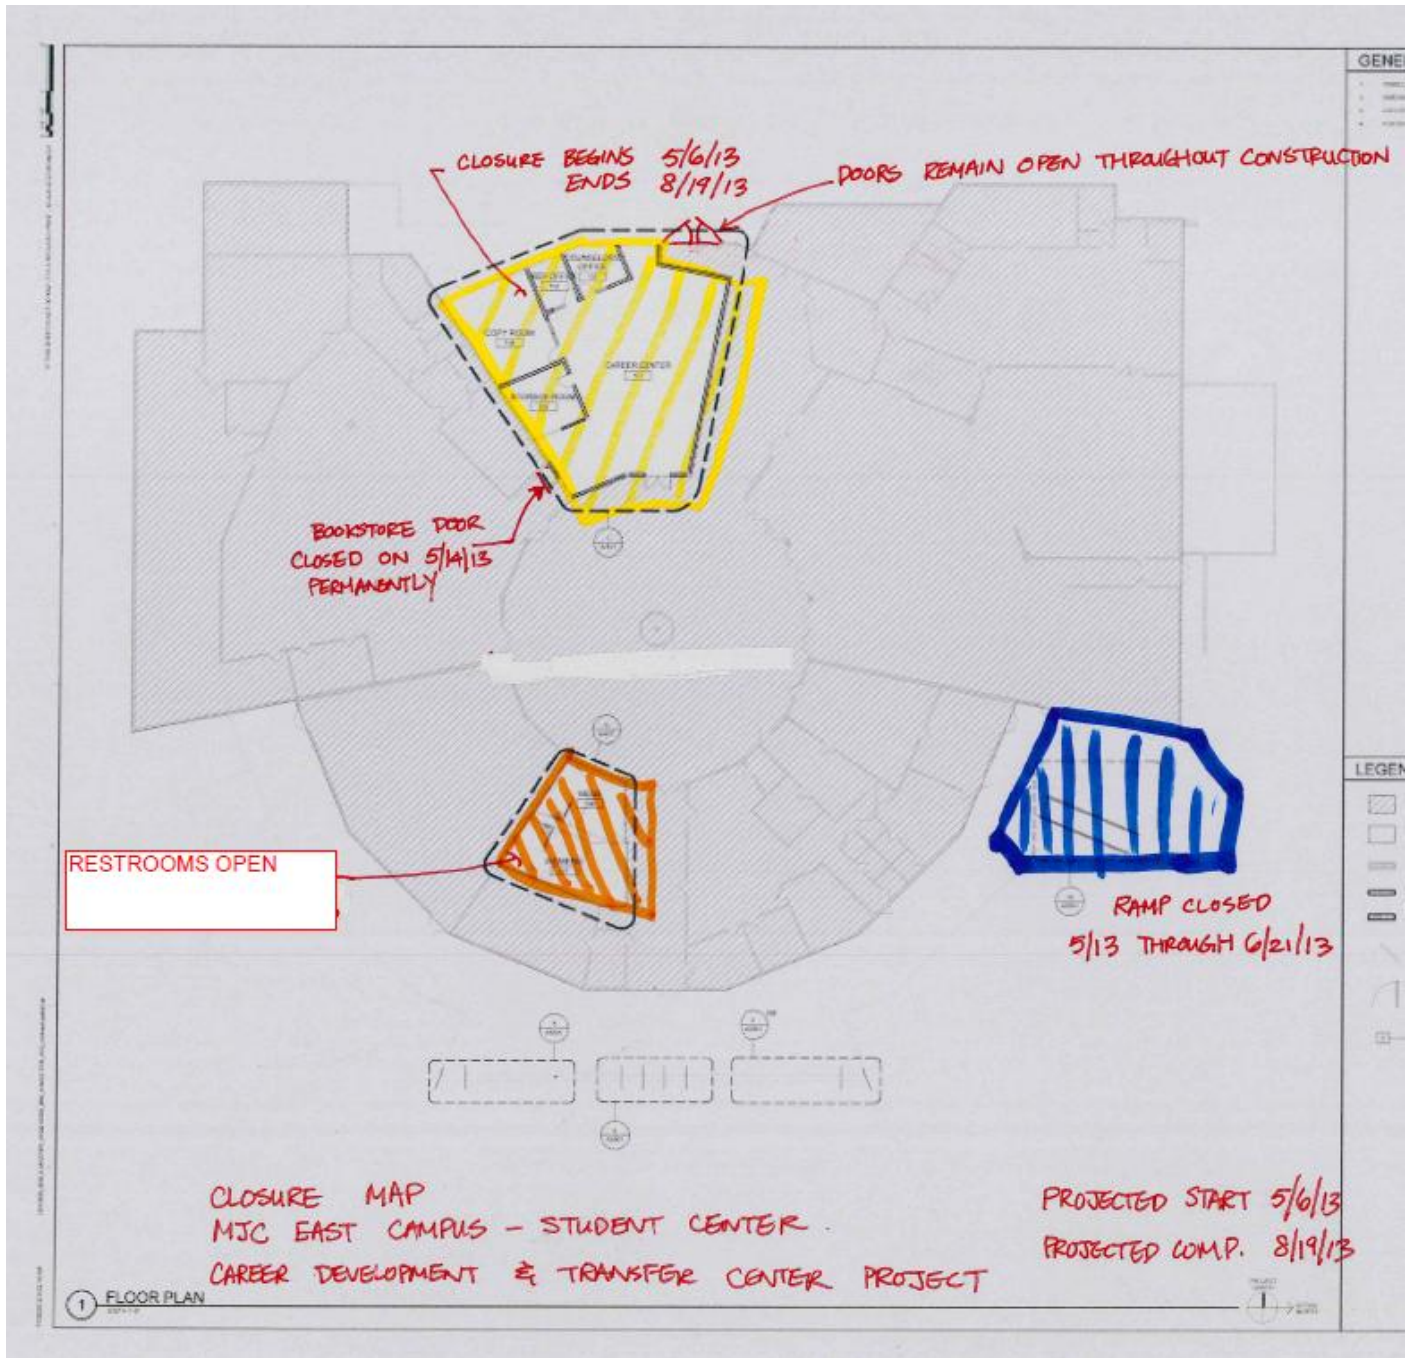 GENE
CLOSURE BEGINS 5/6/13
ENDS 8/19/13
DOORS REMAIN OPEN THROUGHOUT CONSTRUCTION
COUNSELOR'S
OFFICE
COPY ROOM
CAREER CENTER
BOOKSTORE DOOR
CLOSED ON 5/14/13
PERMANENTLY
LEGEN
RESTROOMS OPEN
RAMP CLOSED
5/13 THROUGH 6/21/13
CLOSURE MAP
MJC EAST CAMPUS - STUDENT CENTER.
CAREER DEVELOPMENT & TRANSFER CENTER PROJECT
PROJECTED START 5/6/13
PROJECTED COMP. 8/19/13
1 FLOOR PLAN